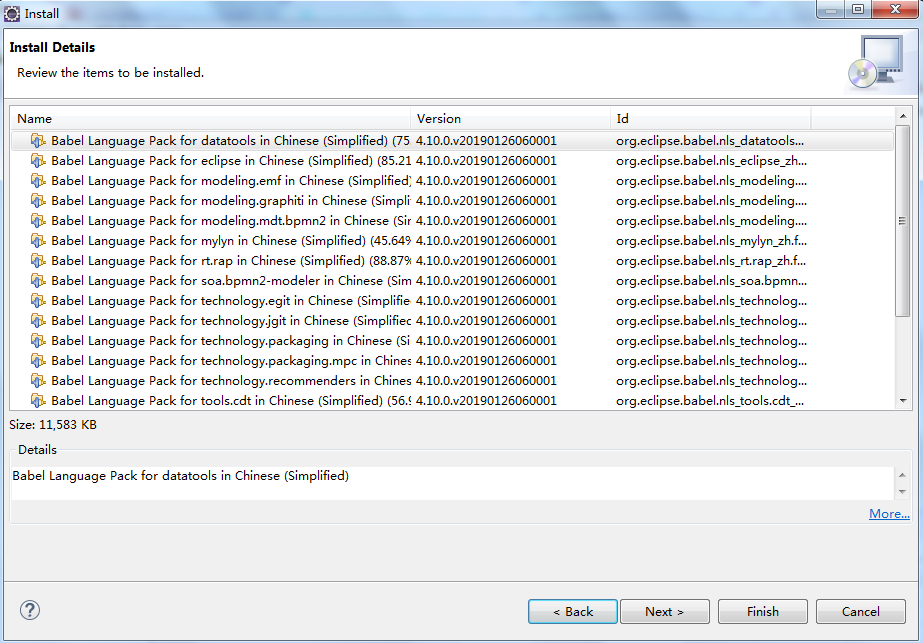 Install
Install Details
Review the items to be installed.
Name Version Id
Babel Language Pack for datatools in Chinese (Simplified) (75 4.10.0.v20190126060001 org.eclipse.babel.nls_datatools...
Babel Language Pack for eclipse in Chinese (Simplified) (85.21 4.10.0.v20190126060001 org.eclipse.babel.nls_eclipse_zh...
Babel Language Pack for modeling.emf in Chinese (Simplified) 4.10.0.v20190126060001 org.eclipse.babel.nls_modeling....
Babel Language Pack for modeling.graphiti in Chinese (Simpli 4.10.0.v20190126060001 org.eclipse.babel.nls_modeling....
Babel Language Pack for modeling.mdt.bpmn2 in Chinese (Sir 4.10.0.v20190126060001 org.eclipse.babel.nls_modeling....
Babel Language Pack for mylyn in Chinese (Simplified) (45.64% 4.10.0.v20190126060001 org.eclipse.babel.nls_mylyn_zh.f...
Babel Language Pack for rt.rap in Chinese (Simplified) (88.87% 4.10.0.v20190126060001 org.eclipse.babel.nls_rt.rap_zh.f...
Babel Language Pack for soa.bpmn2-modeler in Chinese (Sim 4.10.0.v20190126060001 org.eclipse.babel.nls_soa.bpmn...
Babel Language Pack for technology.egit in Chinese (Simplifie 4.10.0.v20190126060001 org.eclipse.babel.nls_technolog...
Babel Language Pack for technology.jgit in Chinese (Simplifiec 4.10.0.v20190126060001 org.eclipse.babel.nls_technolog...
Babel Language Pack for technology.packaging in Chinese (Si 4.10.0.v20190126060001 org.eclipse.babel.nls_technolog...
Babel Language Pack for technology.packaging.mpc in Chines 4.10.0.v20190126060001 org.eclipse.babel.nls_technolog...
Babel Language Pack for technology.recommenders in Chines 4.10.0.v20190126060001 org.eclipse.babel.nls_technolog...
Babel Language Pack for tools.cdt in Chinese (Simplified) (56.9 4.10.0.v20190126060001 org.eclipse.babel.nls_tools.cdt_...
Size: 11,583 KB
Details
Babel Language Pack for datatools in Chinese (Simplified)
More...
< Back Next > Finish Cancel